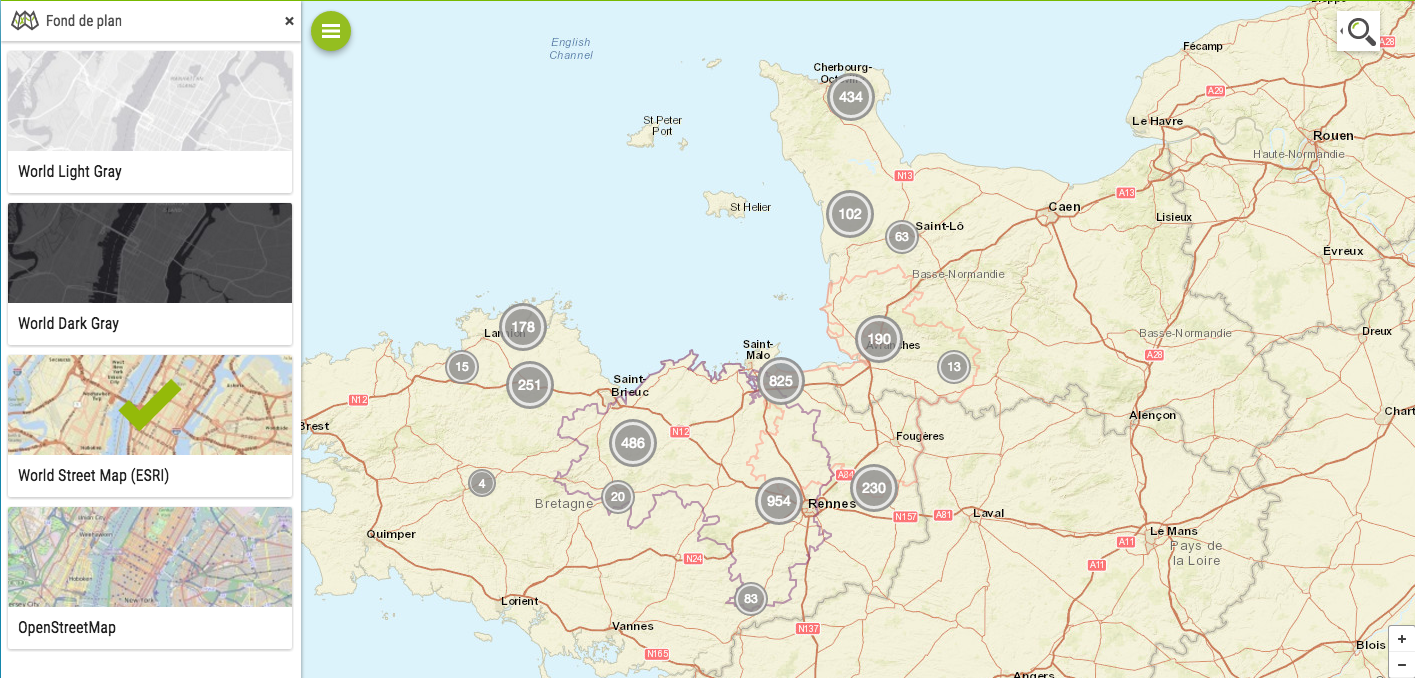 Fond de plan
World Light Gray
World Dark Gray
World Street Map (ESRI)
OpenStreetMap
English
Channel
Fécamp
A28
Cherbourg-
434
A29
St Peter
Port
Le Havre
Rouen
Haute-Normandie
N13
A13
St Helier
102
Caen
Lisieux
63
Saint-Lô
Évreux
Basse-Normandie
178
190
Basse-Normandie
Dreux
Saint-
Malo
A28
15
251
825
13
Saint-
Brieuc
N12
Brest
486
N12
Alençon
Chart
Fougères
A84
4
20
Bretagne
954
230
Rennes
N157
A81
Laval
Quimper
Le Mans
A11
Pays de
la Loire
N24
A11
Lorient
83
Vannes
N137
N165
Blois
Angers
+
−